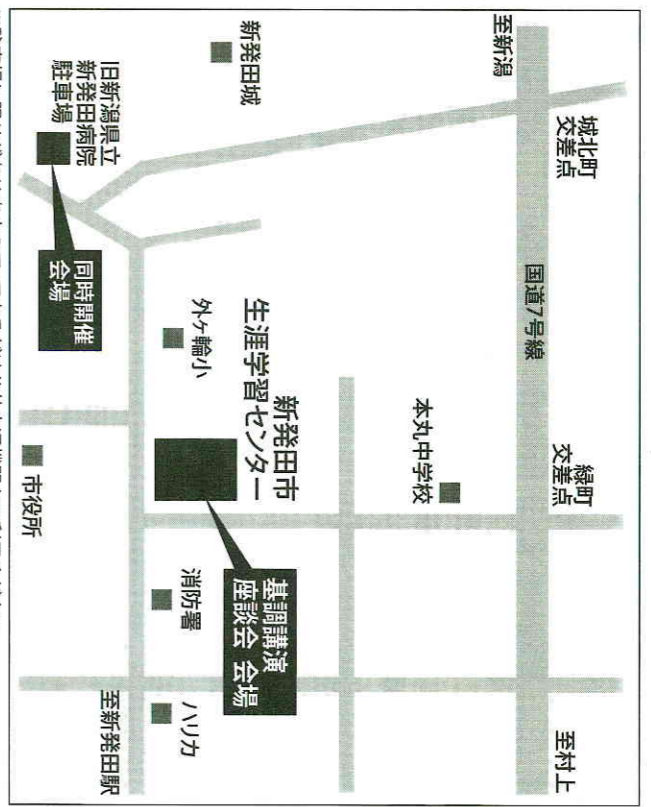 至新潟
城北町
交差点
国道7号線
緑町
交差点
至村上
新発田城
本丸中学校
新発田市
生涯学習センター
外ヶ輪小
基調講演
座談会 会場
消防署
ハリカ
旧新潟県立
新発田病院
駐車場
同時開催
会場
市役所
至新発田駅